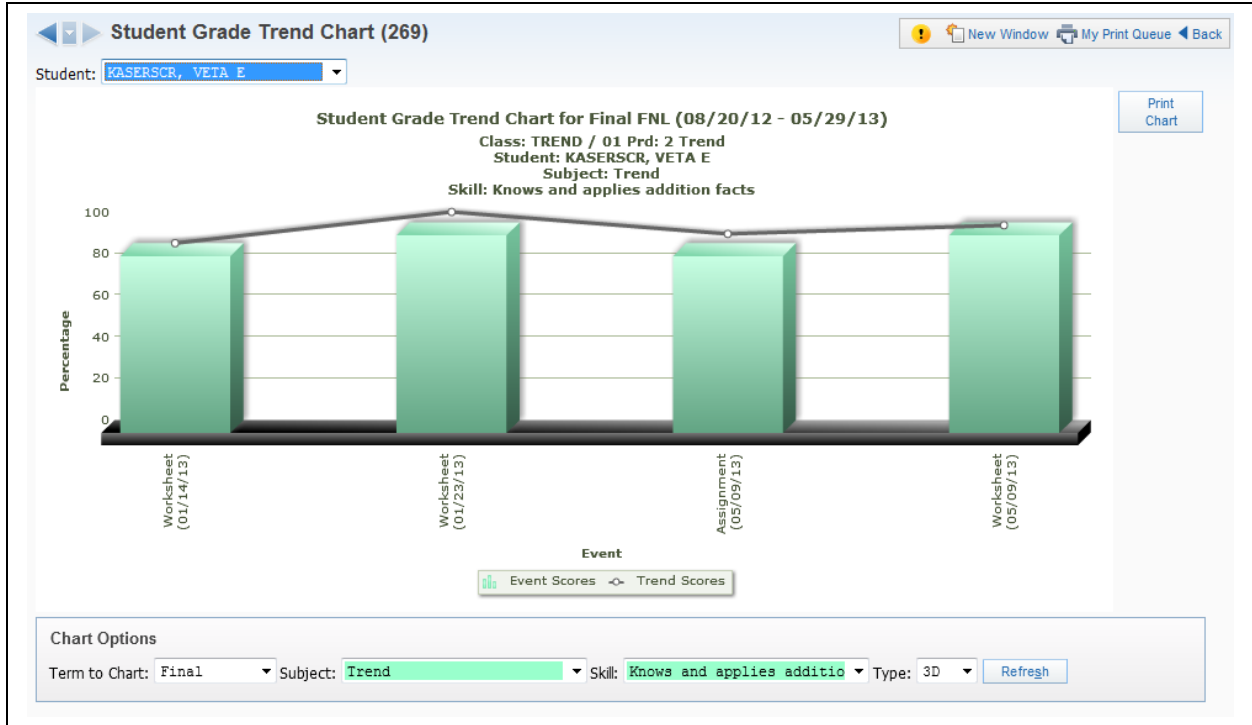 Student Grade Trend Chart (269)
New Window My Print Queue Back
Student: KASERSCR, VETA E
Print
Chart
Student Grade Trend Chart for Final FNL (08/20/12 - 05/29/13)
Class: TREND / 01 Prd: 2 Trend
Student: KASERSCR, VETA E
Subject: Trend
Skill: Knows and applies addition facts
100
80
60
40
20
0
Percentage
Worksheet
(01/14/13)
Worksheet
(01/23/13)
Assignment
(05/09/13)
Worksheet
(05/09/13)
Event
Event Scores Trend Scores
Chart Options
Term to Chart: Final Subject: Trend Skill: Knows and applies additio Type: 3D Refresh